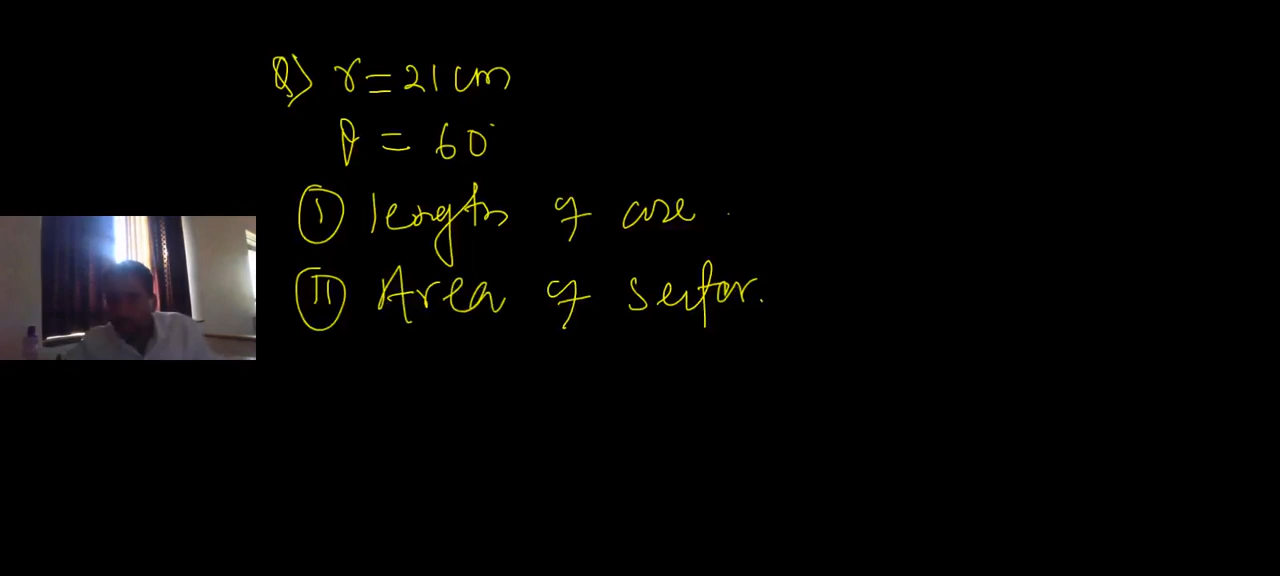 Q) r = 21 cm
θ = 60°
(I) length of arc.
(II) Area of sector.